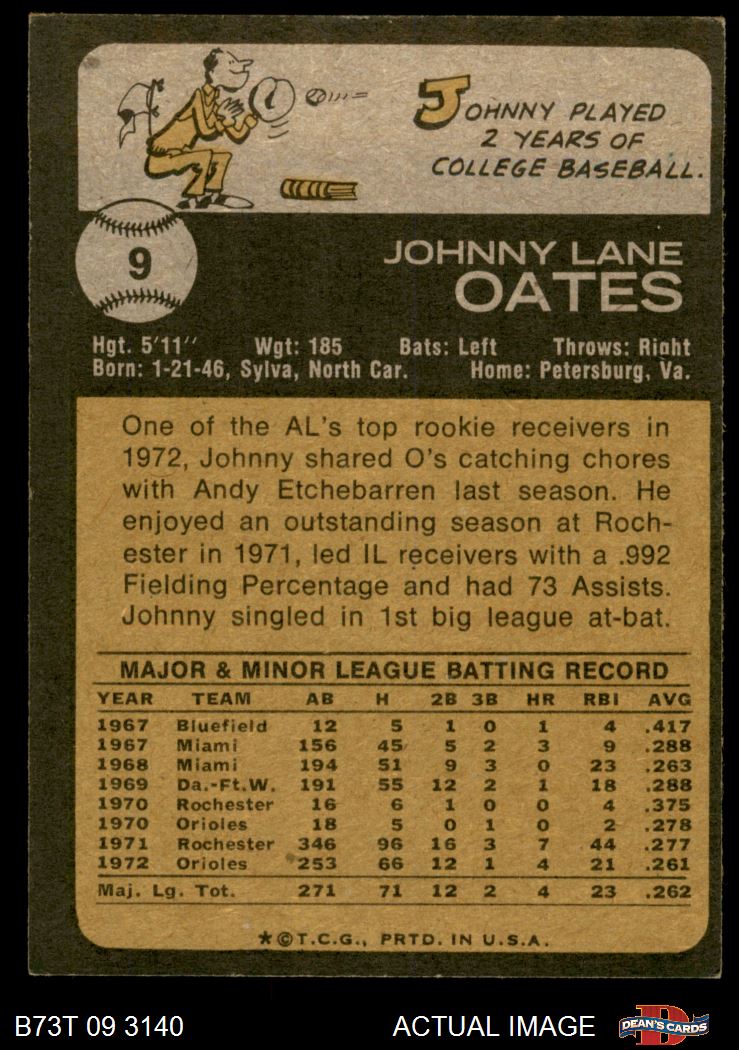 JOHNNY PLAYED
2 YEARS OF
COLLEGE BASEBALL.
9
JOHNNY LANE
OATES
Hgt. 5'11" Wgt: 185 Bats: Left Throws: Right
Born: 1-21-46, Sylva, North Car. Home: Petersburg, Va.
One of the AL's top rookie receivers in
1972, Johnny shared O's catching chores
with Andy Etchebarren last season. He
enjoyed an outstanding season at Roch-
ester in 1971, led IL receivers with a .992
Fielding Percentage and had 73 Assists.
Johnny singled in 1st big league at-bat.
MAJOR & MINOR LEAGUE BATTING RECORD
YEAR TEAM AB H 2B 3B HR RBI AVG
1967 Bluefield 12 5 1 0 1 4 .417
1967 Miami 156 45 5 2 3 9 .288
1968 Miami 194 51 9 3 0 23 .263
1969 Da.-Ft.W. 191 55 12 2 1 18 .288
1970 Rochester 16 6 1 0 0 4 .375
1970 Orioles 18 5 0 1 0 2 .278
1971 Rochester 346 96 16 3 7 44 .277
1972 Orioles 253 66 12 1 4 21 .261
Maj. Lg. Tot. 271 71 12 2 4 23 .262
*©T.C.G., PRTD. IN U.S.A.
B73T 09 3140 ACTUAL IMAGE D DEAN'S CARDS